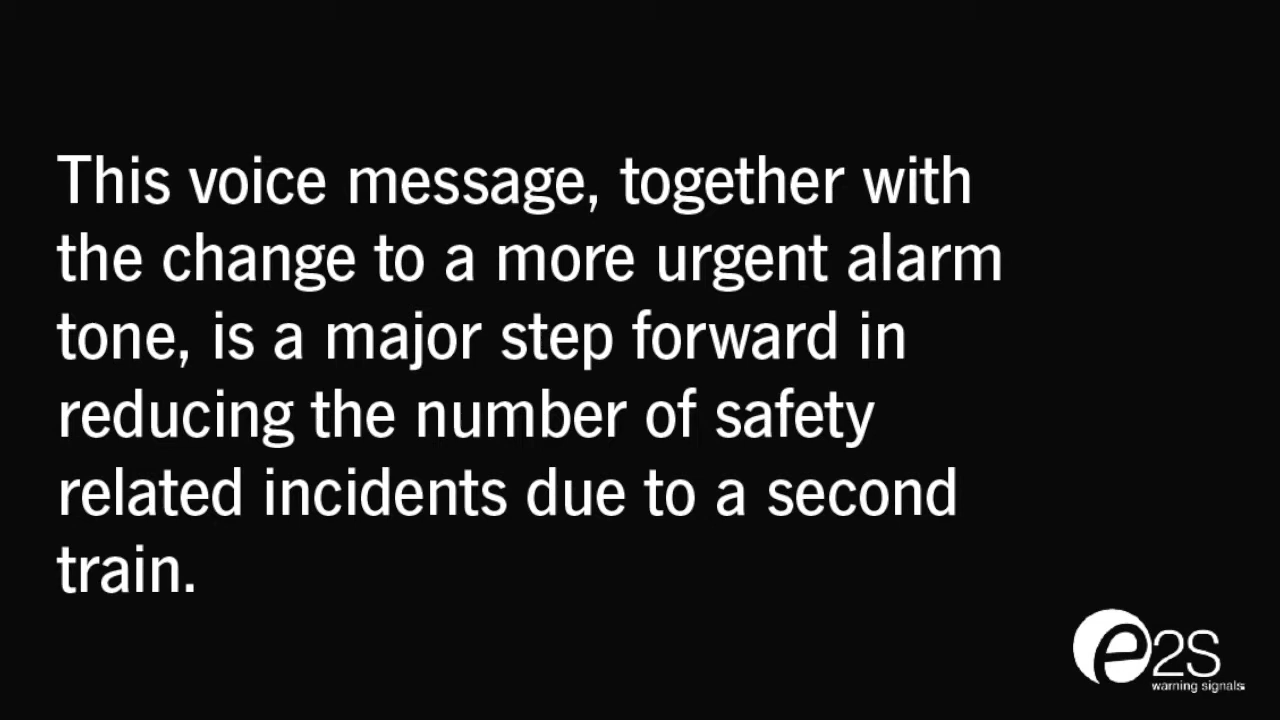 This voice message, together with
the change to a more urgent alarm
tone, is a major step forward in
reducing the number of safety
related incidents due to a second
train.
e2S
warning signals